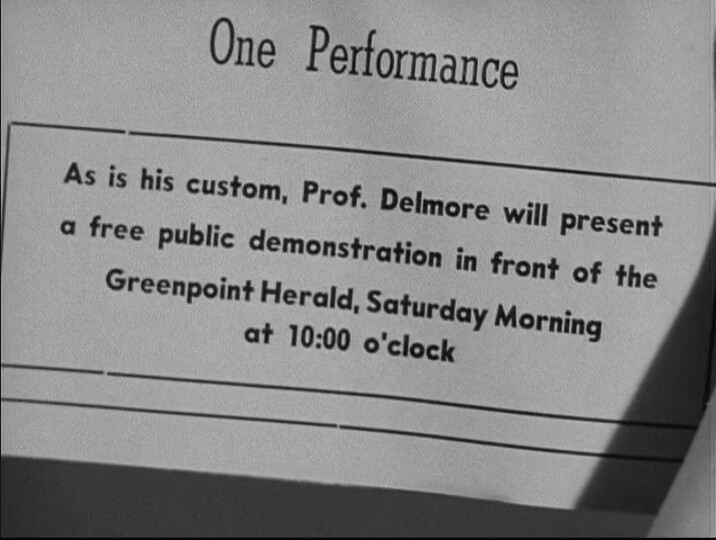 One Performance
As is his custom, Prof. Delmore will present
a free public demonstration in front of the
Greenpoint Herald, Saturday Morning
at 10:00 o'clock